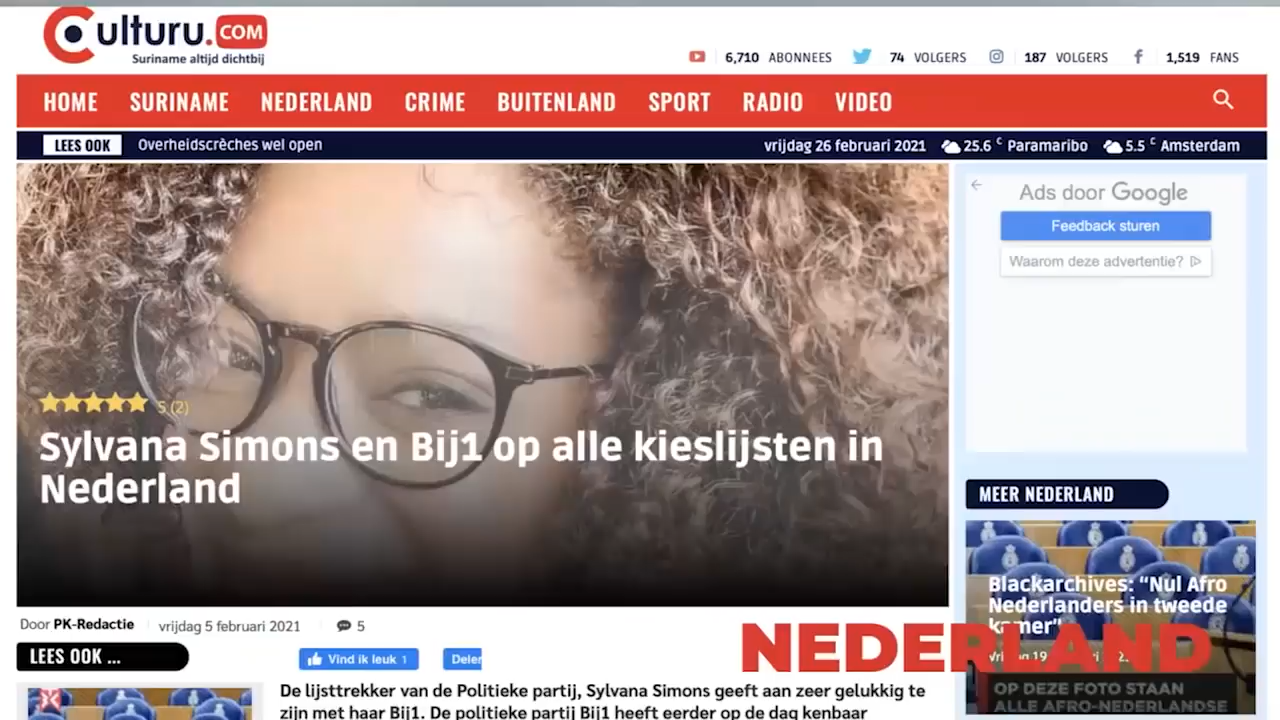 Culturu.COM
Suriname altijd dichtbij
6,710 ABONNEES 74 VOLGERS 187 VOLGERS 1,519 FANS
HOME SURINAME NEDERLAND CRIME BUITENLAND SPORT RADIO VIDEO
LEES OOK Overheidscrèches wel open vrijdag 26 februari 2021 25.6 C Paramaribo 5.5 C Amsterdam
Ads door Google
Feedback sturen
Waarom deze advertentie?
5 (2)
Sylvana Simons en Bij1 op alle kieslijsten in
Nederland
MEER NEDERLAND
Blackarchives: “Nul Afro
Nederlanders in tweede
kamer”
OP DEZE FOTO STAAN
ALLE AFRO-NEDERLANDSE
NEDERLAND
Door PK-Redactie vrijdag 5 februari 2021 5
LEES OOK ...
Vind ik leuk 1 Delen
De lijsttrekker van de Politieke partij, Sylvana Simons geeft aan zeer gelukkig te
zijn met haar Bij1. De politieke partij Bij1 heeft eerder op de dag kenbaar